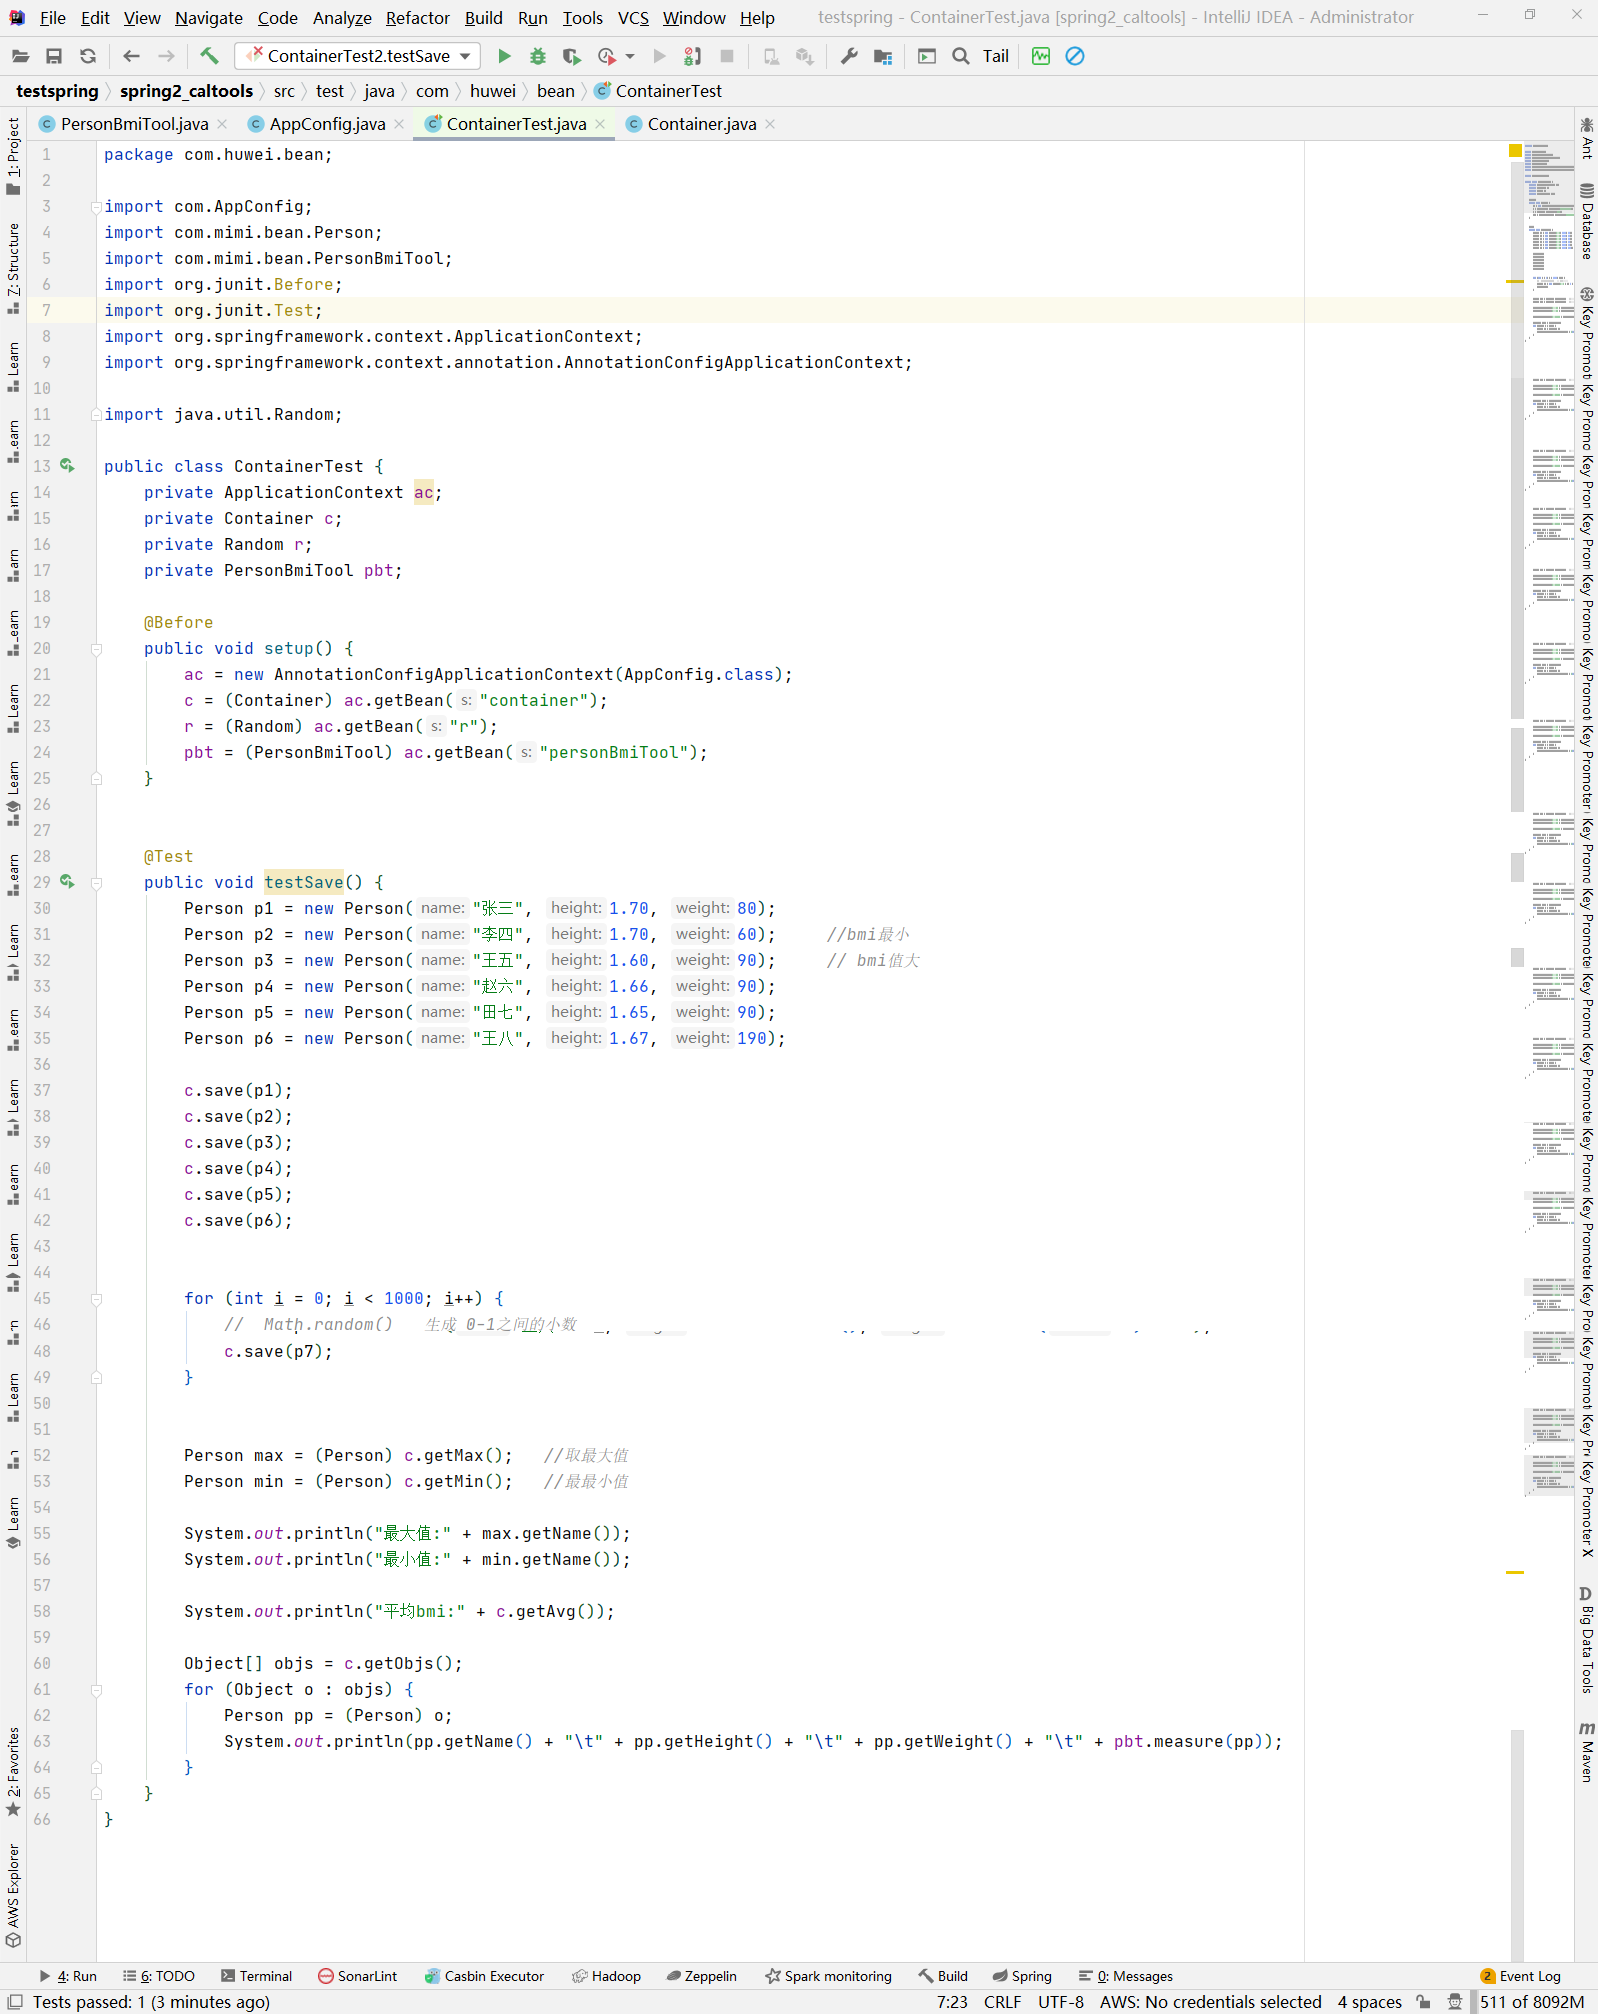 File Edit View Navigate Code Analyze Refactor Build Run Tools VCS Window Help testspring - ContainerTest.java [spring2_caltools] - IntelliJ IDEA - Administrator
ContainerTest2.testSave Tail
testspring spring2_caltools src test java com huwei bean ContainerTest
PersonBmiTool.java AppConfig.java ContainerTest.java Container.java
1 package com.huwei.bean;
2
3 import com.AppConfig;
4 import com.mimi.bean.Person;
5 import com.mimi.bean.PersonBmiTool;
6 import org.junit.Before;
7 import org.junit.Test;
8 import org.springframework.context.ApplicationContext;
9 import org.springframework.context.annotation.AnnotationConfigApplicationContext;
10
11 import java.util.Random;
12
13 public class ContainerTest {
14 private ApplicationContext ac;
15 private Container c;
16 private Random r;
17 private PersonBmiTool pbt;
18
19 @Before
20 public void setup() {
21 ac = new AnnotationConfigApplicationContext(AppConfig.class);
22 c = (Container) ac.getBean( s: "container");
23 r = (Random) ac.getBean( s: "r");
24 pbt = (PersonBmiTool) ac.getBean( s: "personBmiTool");
25 }
26
27
28 @Test
29 public void testSave() {
30 Person p1 = new Person( name: "张三", height: 1.70, weight: 80);
31 Person p2 = new Person( name: "李四", height: 1.70, weight: 60); //bmi最小
32 Person p3 = new Person( name: "王五", height: 1.60, weight: 90); // bmi值大
33 Person p4 = new Person( name: "赵六", height: 1.66, weight: 90);
34 Person p5 = new Person( name: "田七", height: 1.65, weight: 90);
35 Person p6 = new Person( name: "王八", height: 1.67, weight: 190);
36
37 c.save(p1);
38 c.save(p2);
39 c.save(p3);
40 c.save(p4);
41 c.save(p5);
42 c.save(p6);
43
44
45 for (int i = 0; i < 1000; i++) {
46 // Math.random() 生成 0-1之间的小数
48 c.save(p7);
49 }
50
51
52 Person max = (Person) c.getMax(); //取最大值
53 Person min = (Person) c.getMin(); //最最小值
54
55 System.out.println("最大值:" + max.getName());
56 System.out.println("最小值:" + min.getName());
57
58 System.out.println("平均bmi:" + c.getAvg());
59
60 Object[] objs = c.getObjs();
61 for (Object o : objs) {
62 Person pp = (Person) o;
63 System.out.println(pp.getName() + "\t" + pp.getHeight() + "\t" + pp.getWeight() + "\t" + pbt.measure(pp));
64 }
65 }
66 }
1: Project
7: Structure
Learn
Learn
Learn
Learn
Learn
Learn
Learn
Learn
2: Favorites
AWS Explorer
Ant
Database
Key Promoter X
Big Data Tools
Maven
4: Run 6: TODO Terminal SonarLint Casbin Executor Hadoop Zeppelin Spark monitoring Build Spring 0: Messages 2 Event Log
Tests passed: 1 (3 minutes ago) 7:23 CRLF UTF-8 AWS: No credentials selected 4 spaces 511 of 8092M